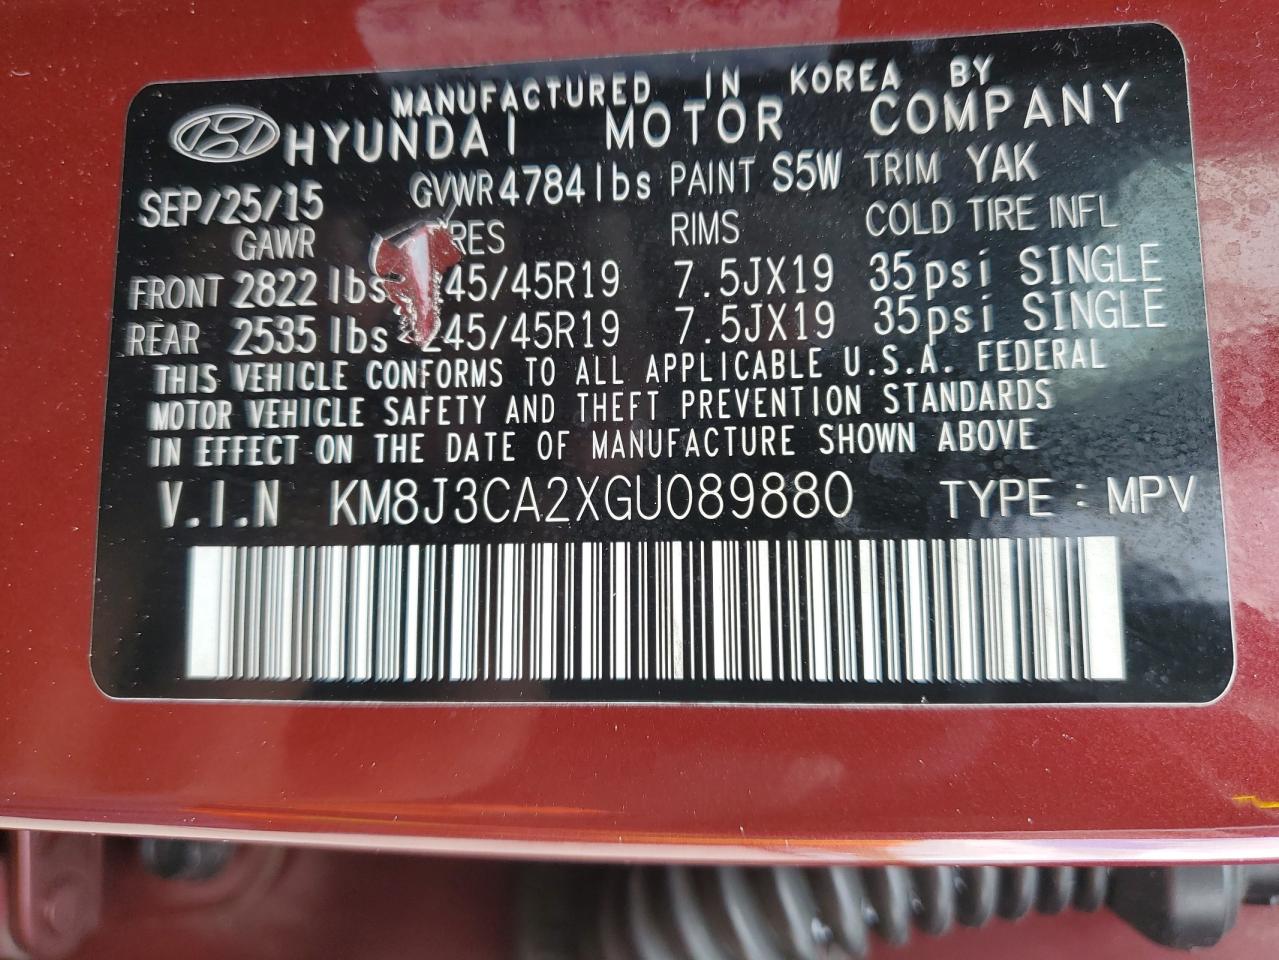 MANUFACTURED IN KOREA BY
HYUNDAI MOTOR COMPANY
SEP/25/15 GVWR 4784 lbs PAINT S5W TRIM YAK
GAWR RIMS COLD TIRE INFL
FRONT 2822 lbs 45/45R19 7.5JX19 35psi SINGLE
REAR 2535 lbs 245/45R19 7.5JX19 35psi SINGLE
THIS VEHICLE CONFORMS TO ALL APPLICABLE U.S.A. FEDERAL
MOTOR VEHICLE SAFETY AND THEFT PREVENTION STANDARDS
IN EFFECT ON THE DATE OF MANUFACTURE SHOWN ABOVE
V.I.N KM8J3CA2XGU089880 TYPE : MPV